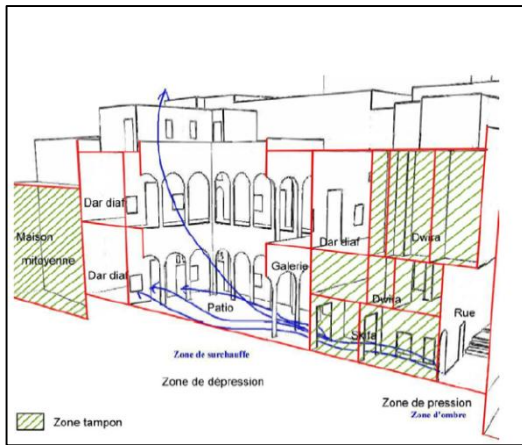 Dar diaf
Maison
mitoyenne
Dar diaf
Dar diaf
Dwira
Galerie
Dwira
Patio
Skifa
Rue
Zone de surchauffe
Zone de dépression
Zone de pression
Zone d'ombre
Zone tampon